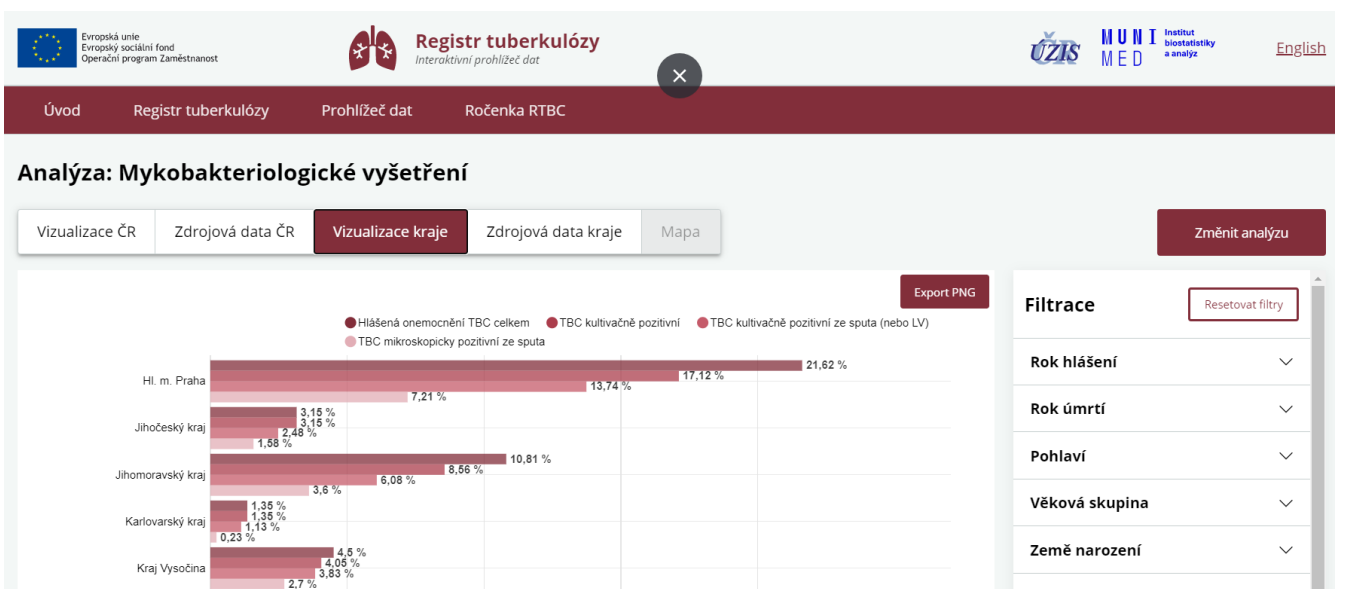 Evropská unie
Evropský sociální fond
Operační program Zaměstnanost
Registr tuberkulózy
Interaktivní prohlížeč dat
ÚZIS
MUNI
MED
Institut
biostatistiky
a analýz
English
Úvod Registr tuberkulózy Prohlížeč dat Ročenka RTBC
Analýza: Mykobakteriologické vyšetření
Vizualizace ČR Zdrojová data ČR Vizualizace kraje Zdrojová data kraje Mapa
Změnit analýzu
Export PNG
Hlášená onemocnění TBC celkem TBC kultivačně pozitivní TBC kultivačně pozitivní ze sputa (nebo LV)
TBC mikroskopicky pozitivní ze sputa
Hl. m. Praha
21,62 %
17,12 %
13,74 %
7,21 %
Jihočeský kraj
3,15 %
3,15 %
2,48 %
1,58 %
Jihomoravský kraj
10,81 %
8,56 %
6,08 %
3,6 %
Karlovarský kraj
1,35 %
1,35 %
1,13 %
0,23 %
Kraj Vysočina
4,5 %
4,05 %
3,83 %
2,7 %
Filtrace
Resetovat filtry
Rok hlášení
Rok úmrtí
Pohlaví
Věková skupina
Země narození